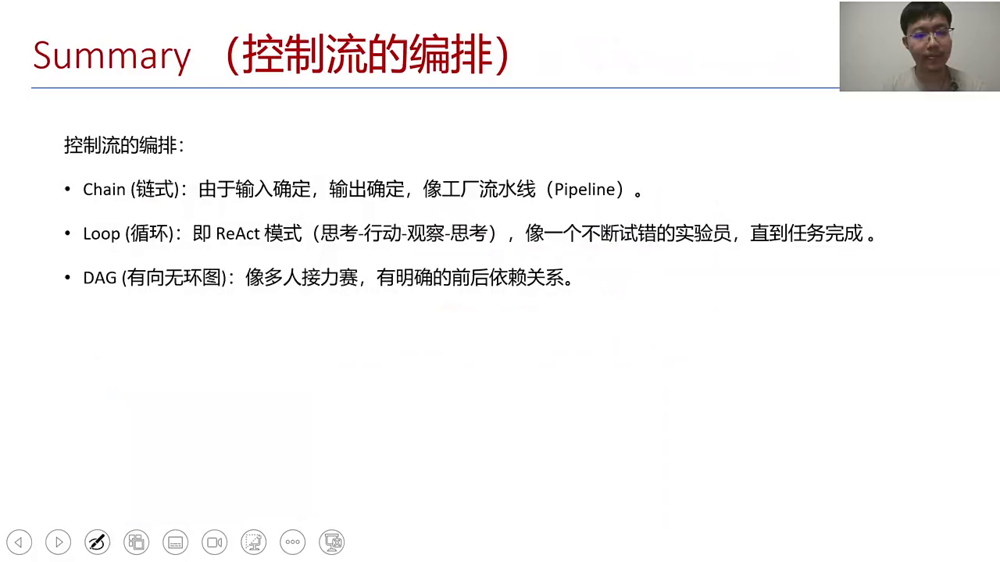 Summary （控制流的编排）
控制流的编排：
• Chain (链式)：由于输入确定，输出确定，像工厂流水线（Pipeline）。
• Loop (循环)：即 ReAct 模式（思考-行动-观察-思考），像一个不断试错的实验员，直到任务完成 。
• DAG (有向无环图)：像多人接力赛，有明确的前后依赖关系。